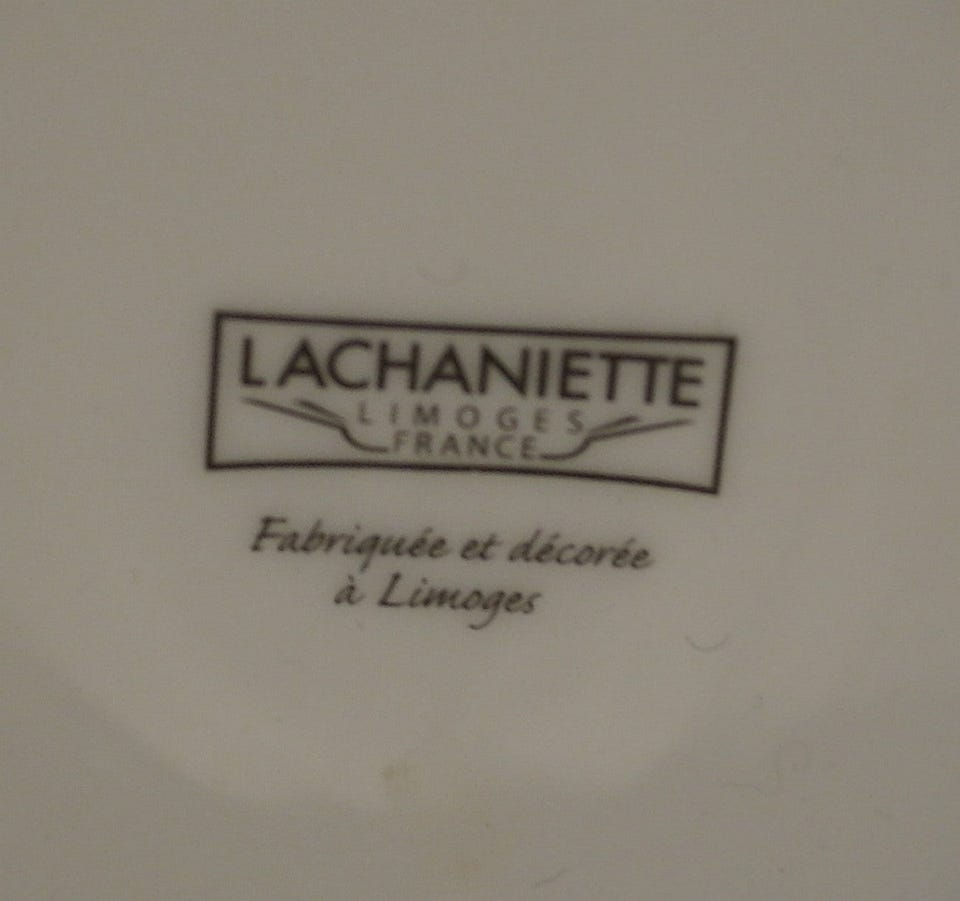 LACHANIETTE
LIMOGES
FRANCE
Fabriquée et décorée
à Limoges